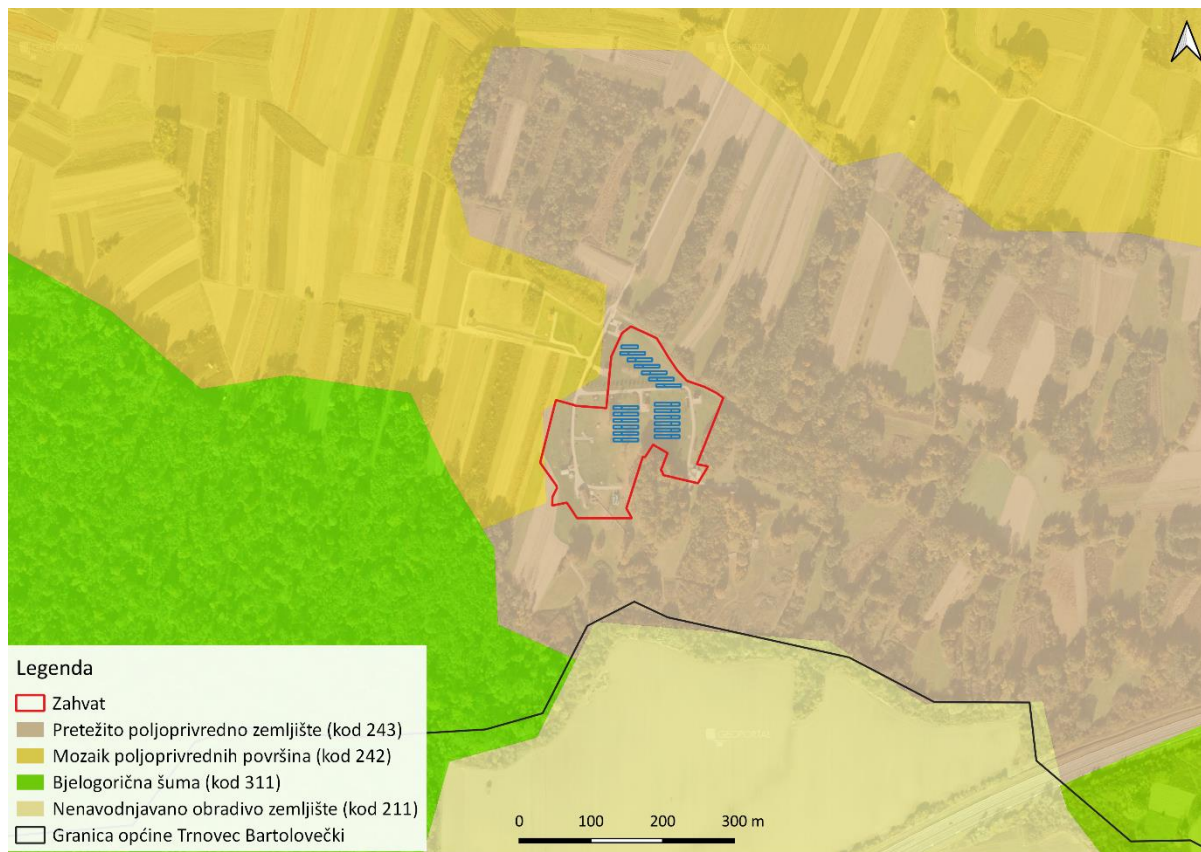 GEOPORTAL
Legenda
Zahvat
Pretežito poljoprivredno zemljište (kod 243)
Mozaik poljoprivrednih površina (kod 242)
Bjelogorična šuma (kod 311)
Nenavodnjavano obradivo zemljište (kod 211)
Granica općine Trnovec Bartolovečki
0 100 200 300 m